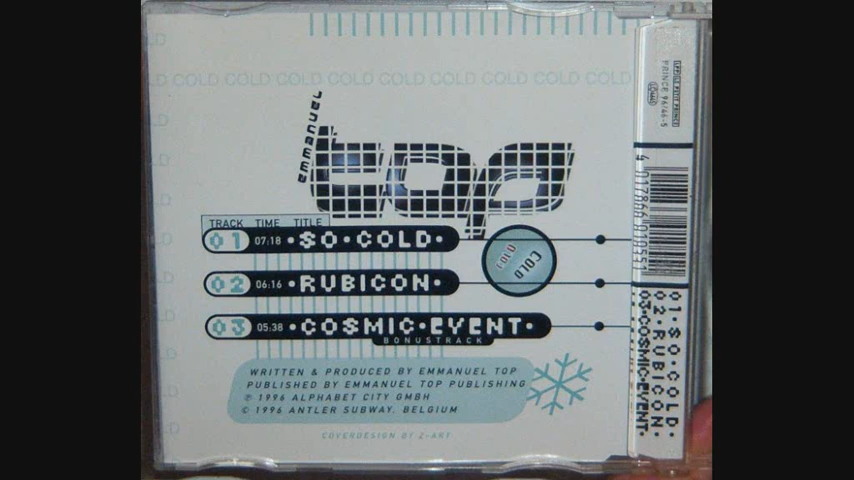 COLD COLD COLD COLD COLD COLD COLD COLD COLD
emmanuel
top
TRACK TIME TITLE
01 07:18 •SO•COLD•
02 06:16 •RUBICON•
03 05:38 •COSMIC•EVENT•
BONUSTRACK
COLD
WRITTEN & PRODUCED BY EMMANUEL TOP
PUBLISHED BY EMMANUEL TOP PUBLISHING
℗ 1996 ALPHABET CITY GMBH
© 1996 ANTLER SUBWAY, BELGIUM
COVERDESIGN BY Z-ART
PRINCE 96/46-5
01•SO•COLD•
02•RUBICON•
03•COSMIC•EVENT•